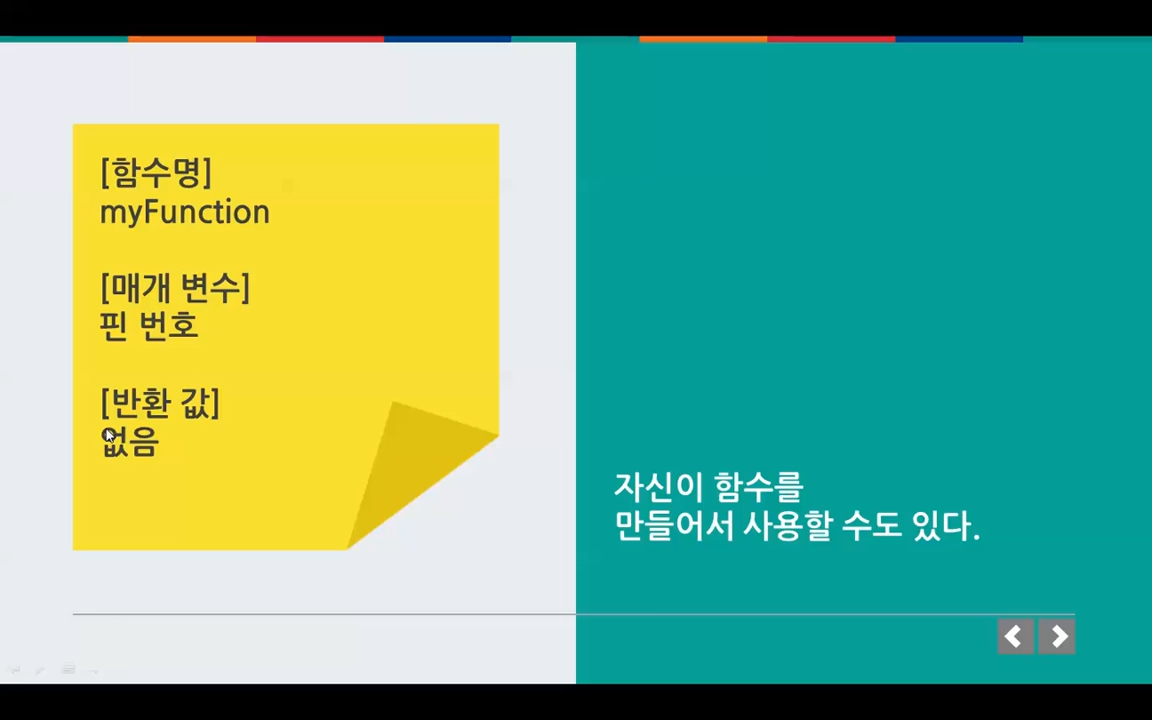 [함수명]
myFunction
[매개 변수]
핀 번호
[반환 값]
없음
자신이 함수를
만들어서 사용할 수도 있다.